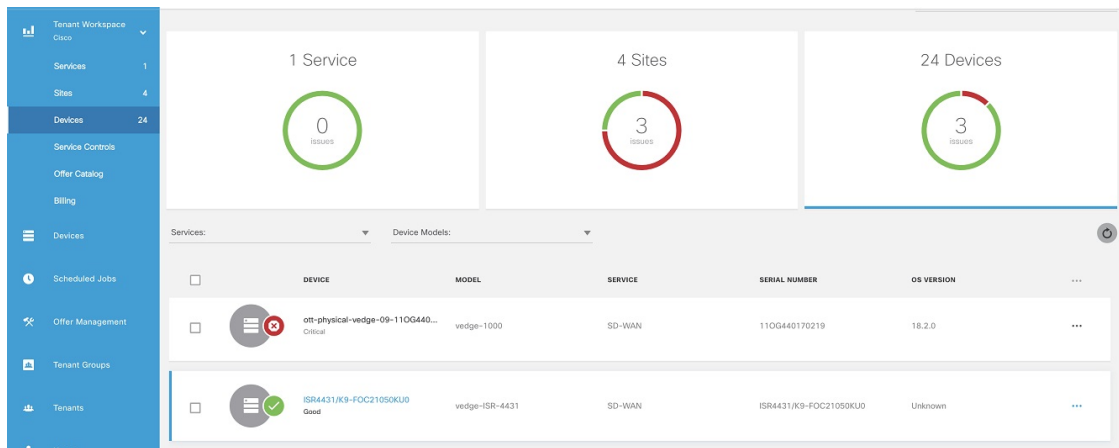 Tenant Workspace
Cisco
Services 1
Sites 4
Devices 24
Service Controls
Offer Catalog
Billing
Devices
Scheduled Jobs
Offer Management
Tenant Groups
Tenants
1 Service
0
issues
4 Sites
3
issues
24 Devices
3
issues
Services: Device Models:
DEVICE MODEL SERVICE SERIAL NUMBER OS VERSION ...
ott-physical-vedge-09-11OG440... vedge-1000 SD-WAN 11OG440170219 18.2.0 ...
Critical
ISR4431/K9-FOC21050KU0 vedge-ISR-4431 SD-WAN ISR4431/K9-FOC21050KU0 Unknown ...
Good